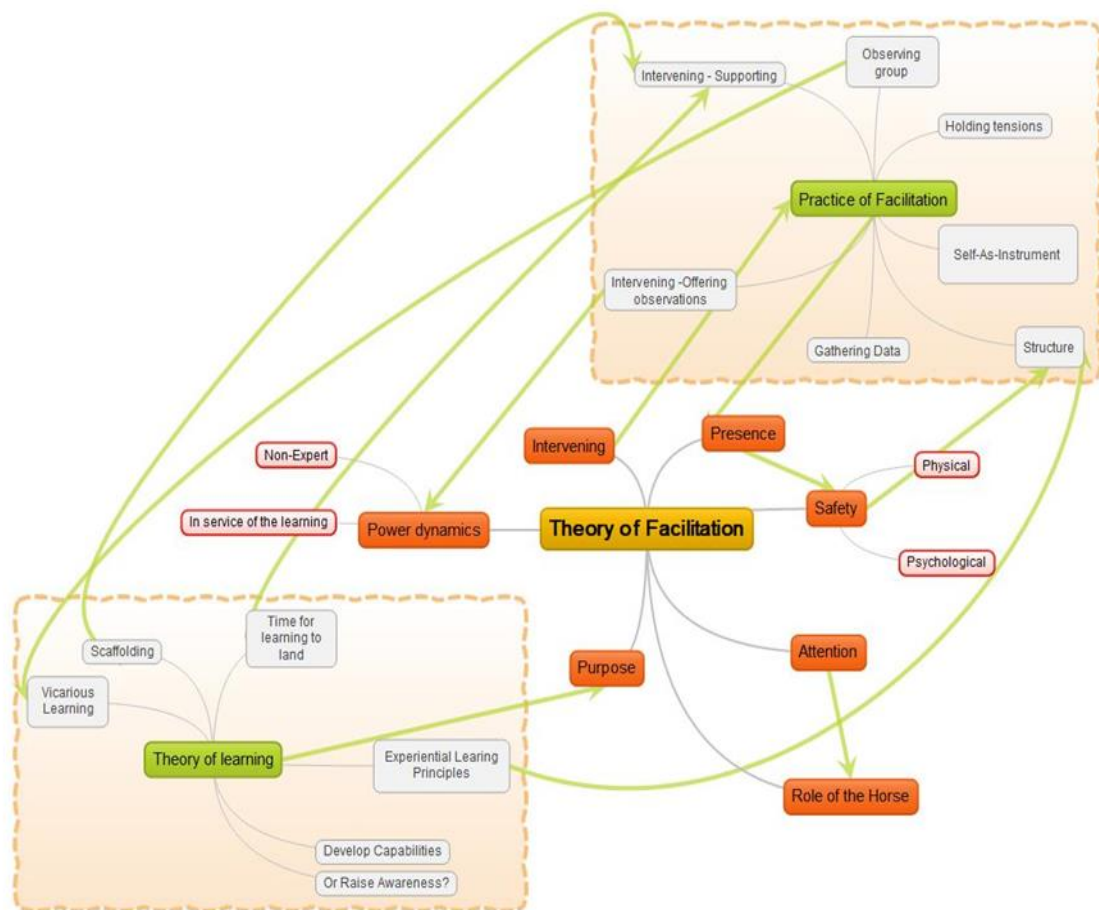 Observing
group
Intervening - Supporting
Holding tensions
Practice of Facilitation
Self-As-Instrument
Intervening -Offering
observations
Gathering Data
Structure
Intervening
Presence
Non-Expert
Physical
In service of the learning
Power dynamics
Theory of Facilitation
Safety
Psychological
Time for
learning to
land
Scaffolding
Purpose
Attention
Vicarious
Learning
Theory of learning
Experiential Learing
Principles
Role of the Horse
Develop Capabilities
Or Raise Awareness?